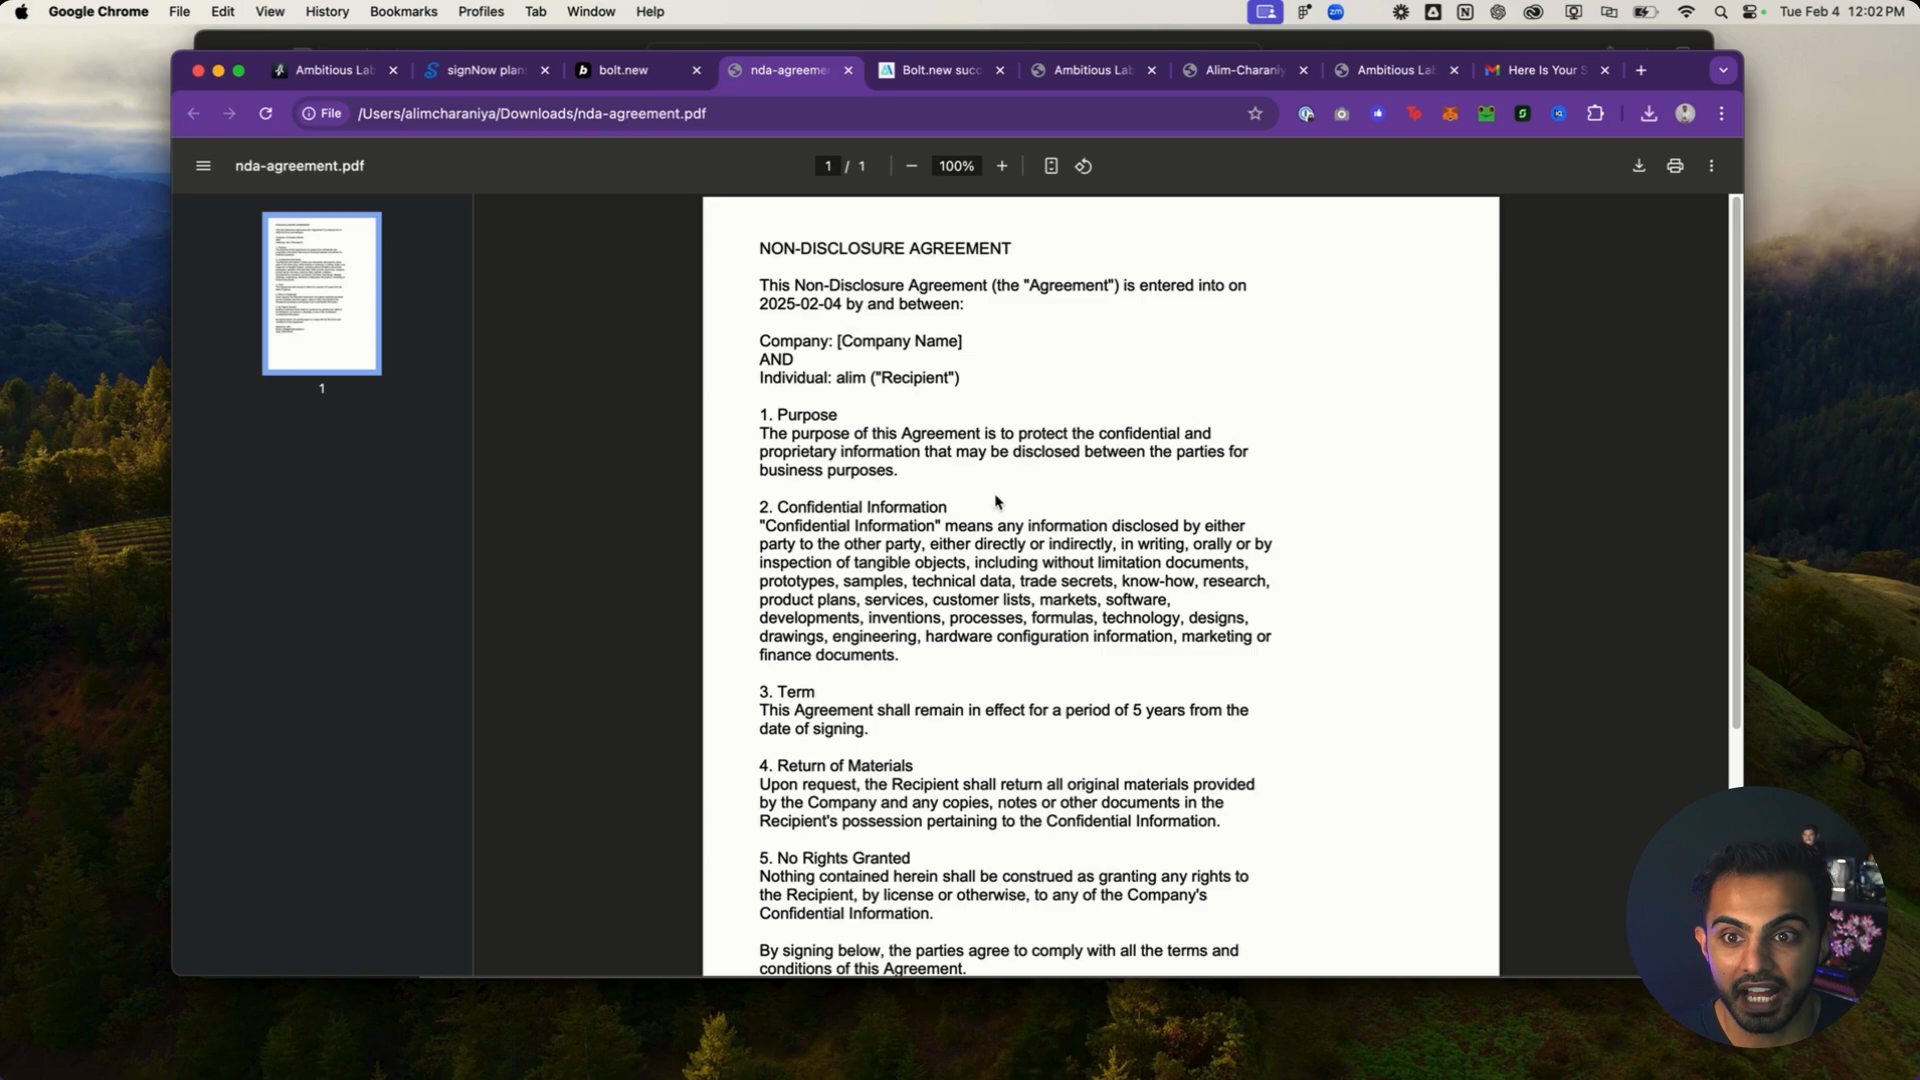 Google Chrome File Edit View History Bookmarks Profiles Tab Window Help zm Tue Feb 4 12:02 PM
Ambitious Lab signNow plan bolt.new nda-agreeme Bolt.new succ Ambitious Lab Alim-Charaniy Ambitious Lab Here Is Your S
File /Users/alimcharaniya/Downloads/nda-agreement.pdf
nda-agreement.pdf 1 / 1 100%
1
NON-DISCLOSURE AGREEMENT
This Non-Disclosure Agreement (the "Agreement") is entered into on
2025-02-04 by and between:
Company: [Company Name]
AND
Individual: alim ("Recipient")
1. Purpose
The purpose of this Agreement is to protect the confidential and
proprietary information that may be disclosed between the parties for
business purposes.
2. Confidential Information
"Confidential Information" means any information disclosed by either
party to the other party, either directly or indirectly, in writing, orally or by
inspection of tangible objects, including without limitation documents,
prototypes, samples, technical data, trade secrets, know-how, research,
product plans, services, customer lists, markets, software,
developments, inventions, processes, formulas, technology, designs,
drawings, engineering, hardware configuration information, marketing or
finance documents.
3. Term
This Agreement shall remain in effect for a period of 5 years from the
date of signing.
4. Return of Materials
Upon request, the Recipient shall return all original materials provided
by the Company and any copies, notes or other documents in the
Recipient's possession pertaining to the Confidential Information.
5. No Rights Granted
Nothing contained herein shall be construed as granting any rights to
the Recipient, by license or otherwise, to any of the Company's
Confidential Information.
By signing below, the parties agree to comply with all the terms and
conditions of this Agreement.